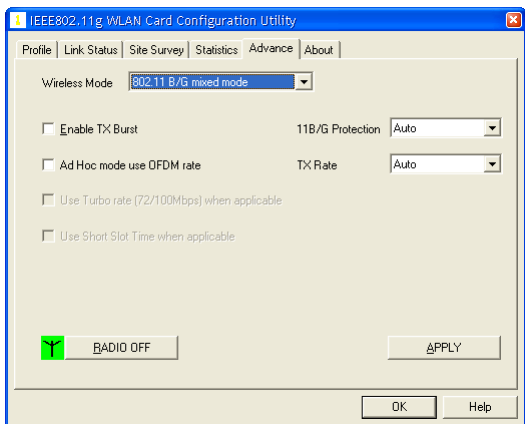 IEEE802.11g WLAN Card Configuration Utility
Profile Link Status Site Survey Statistics Advance About
Wireless Mode 802.11 B/G mixed mode
Enable TX Burst 11B/G Protection Auto
Ad Hoc mode use OFDM rate TX Rate Auto
Use Turbo rate (72/100Mbps) when applicable
Use Short Slot Time when applicable
RADIO OFF APPLY
OK Help